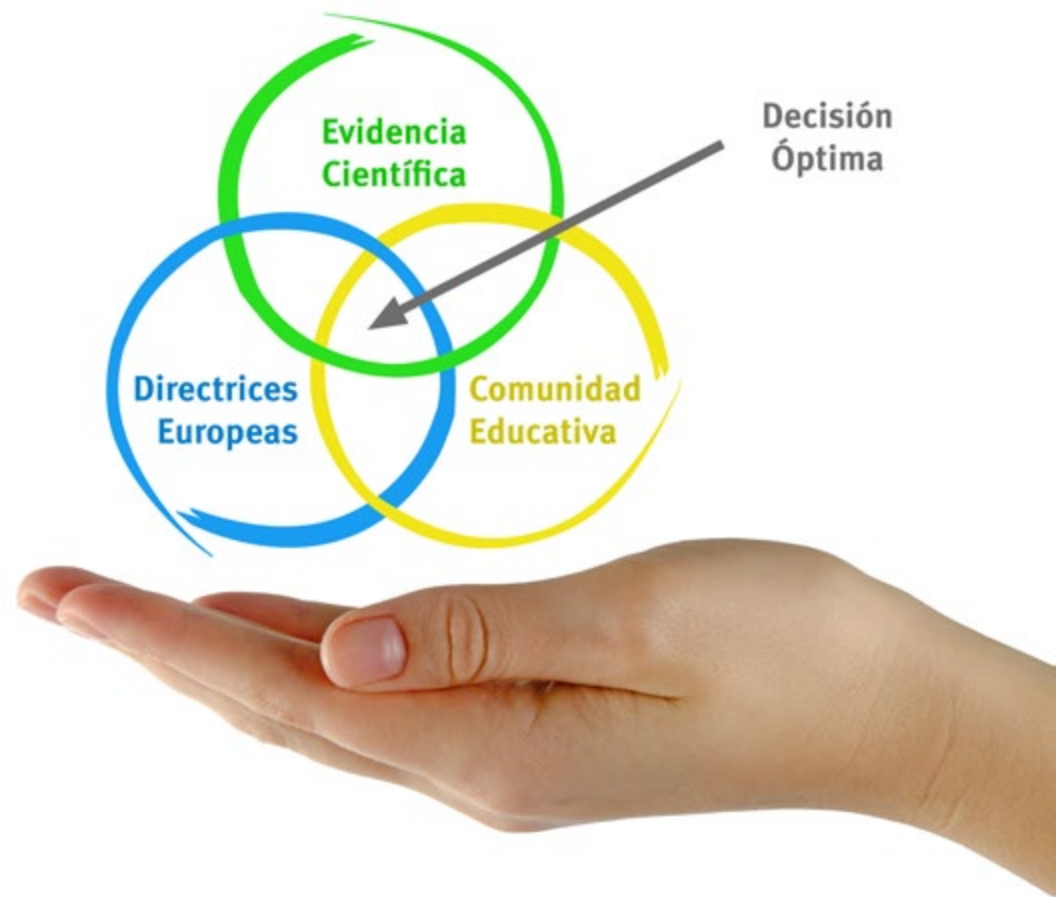 Evidencia
Científica
Decisión
Óptima
Directrices
Europeas
Comunidad
Educativa